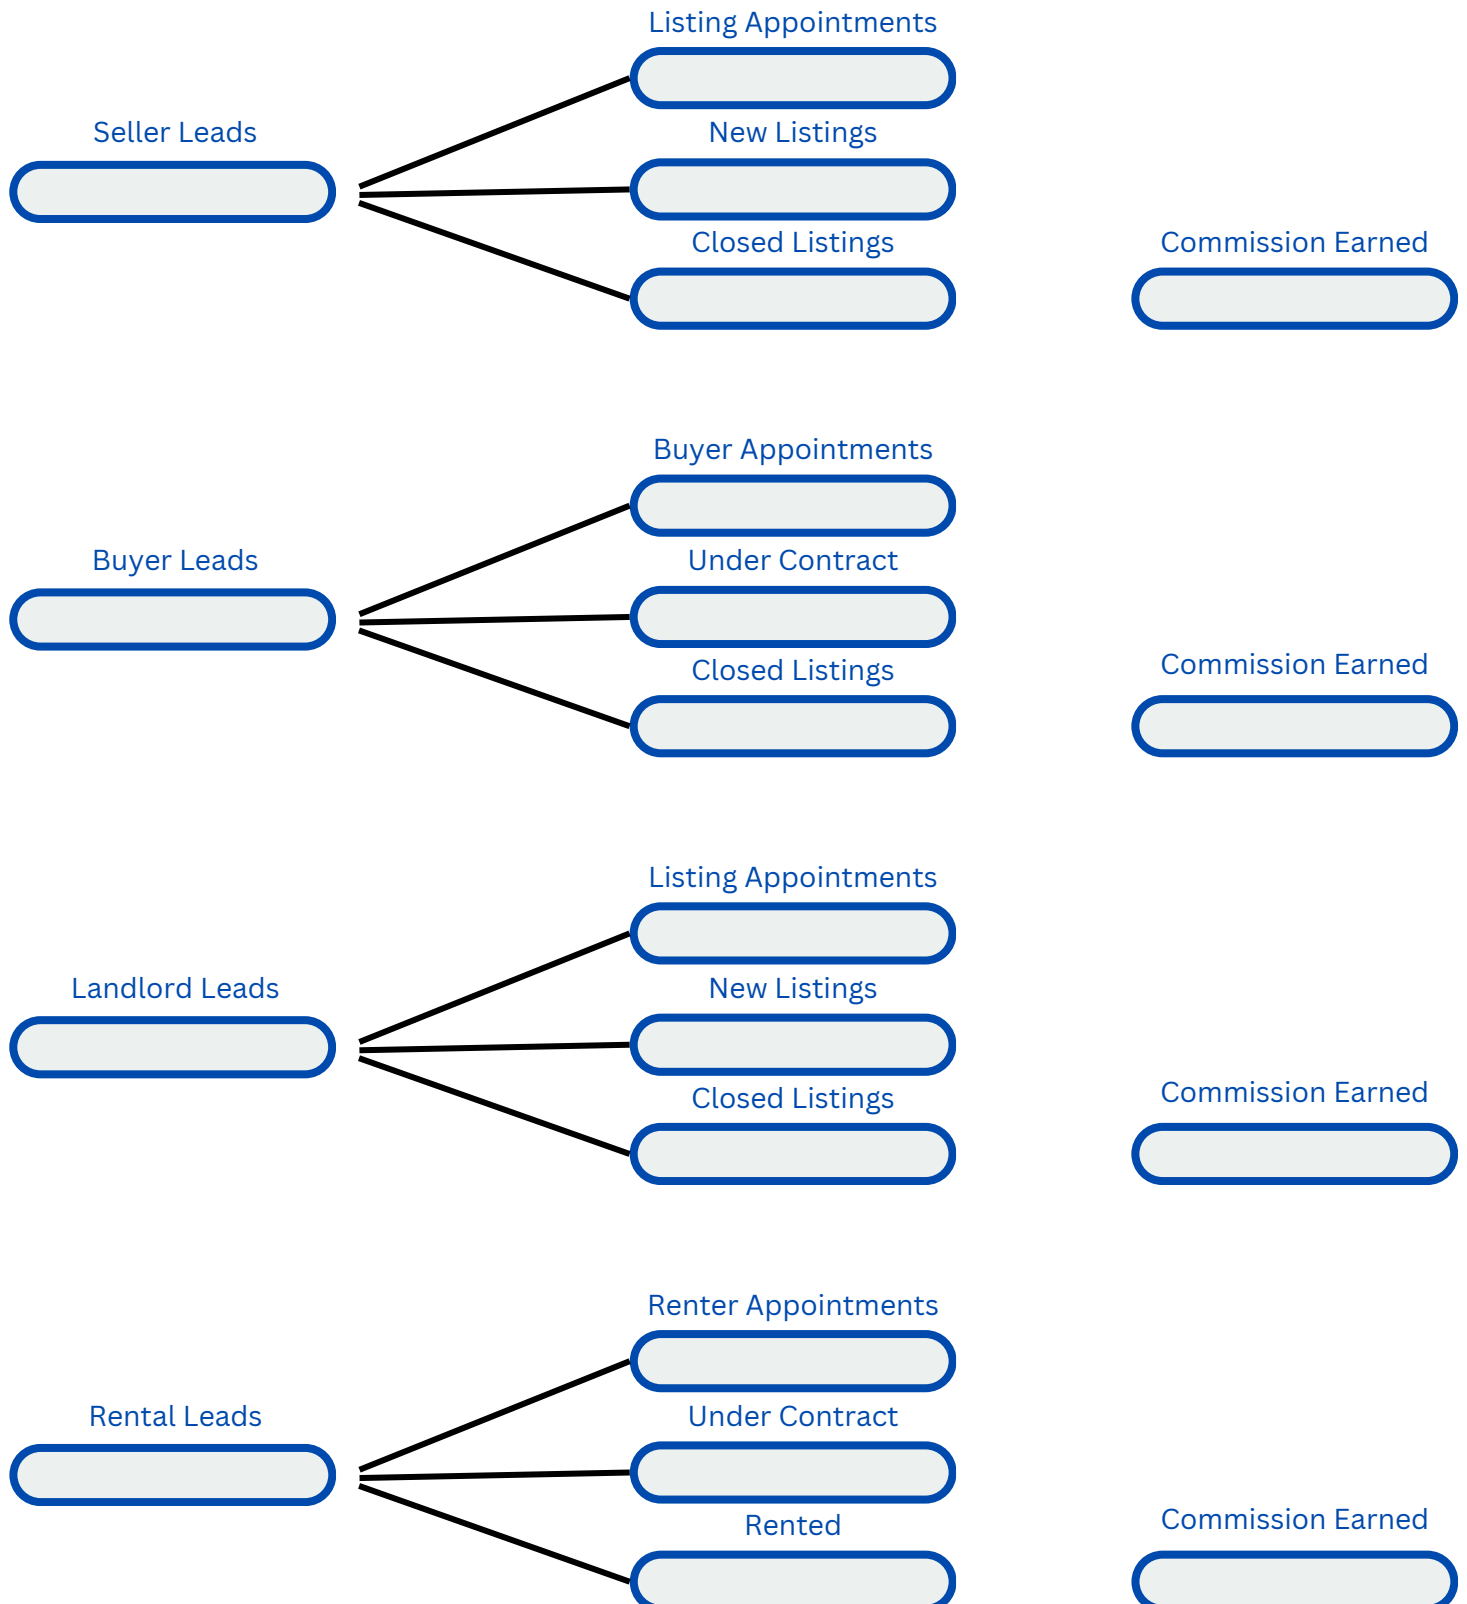 Listing Appointments
Seller Leads
New Listings
Closed Listings
Commission Earned
Buyer Appointments
Buyer Leads
Under Contract
Closed Listings
Commission Earned
Listing Appointments
Landlord Leads
New Listings
Closed Listings
Commission Earned
Renter Appointments
Rental Leads
Under Contract
Rented
Commission Earned